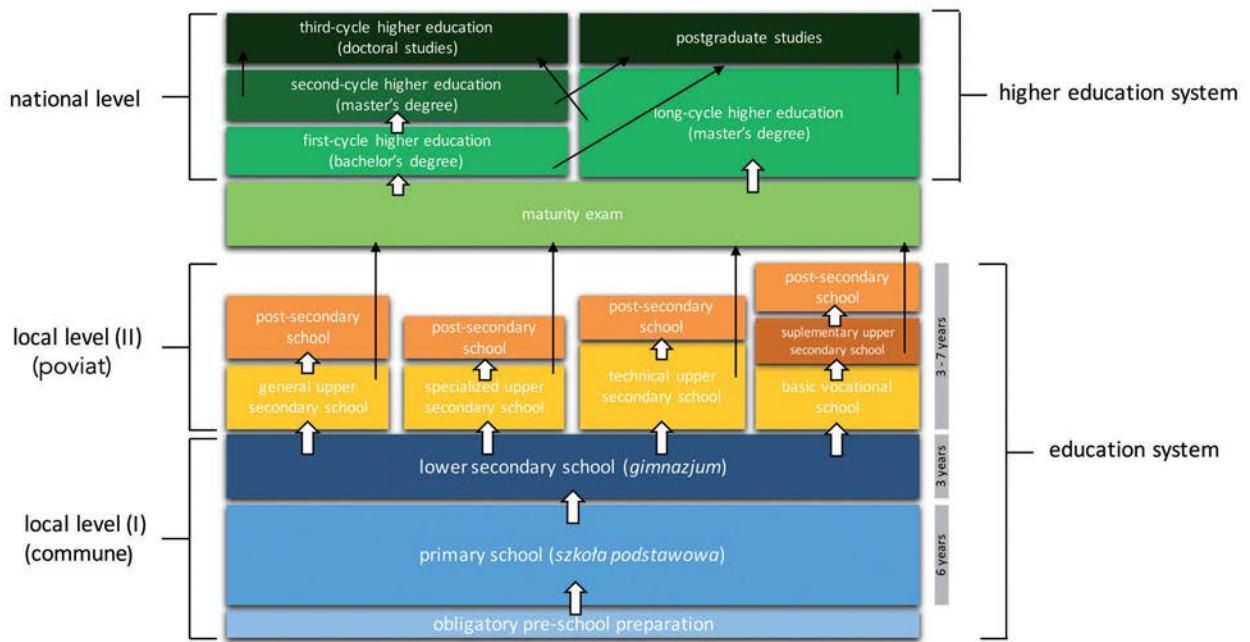 third-cycle higher education
(doctoral studies)
postgraduate studies
second-cycle higher education
(master's degree)
national level
long-cycle higher education
(master's degree)
higher education system
first-cycle higher education
(bachelor's degree)
maturity exam
post-secondary
school
post-secondary
school
post-secondary
school
post-secondary
school
local level (II)
(poviat)
suplementary upper
secondary school
general upper
secondary school
specialized upper
secondary school
technical upper
secondary school
basic vocational
school
3 - 7 years
education system
lower secondary school (gimnazjum)
3 years
local level (I)
(commune)
primary school (szkoła podstawowa)
6 years
obligatory pre-school preparation